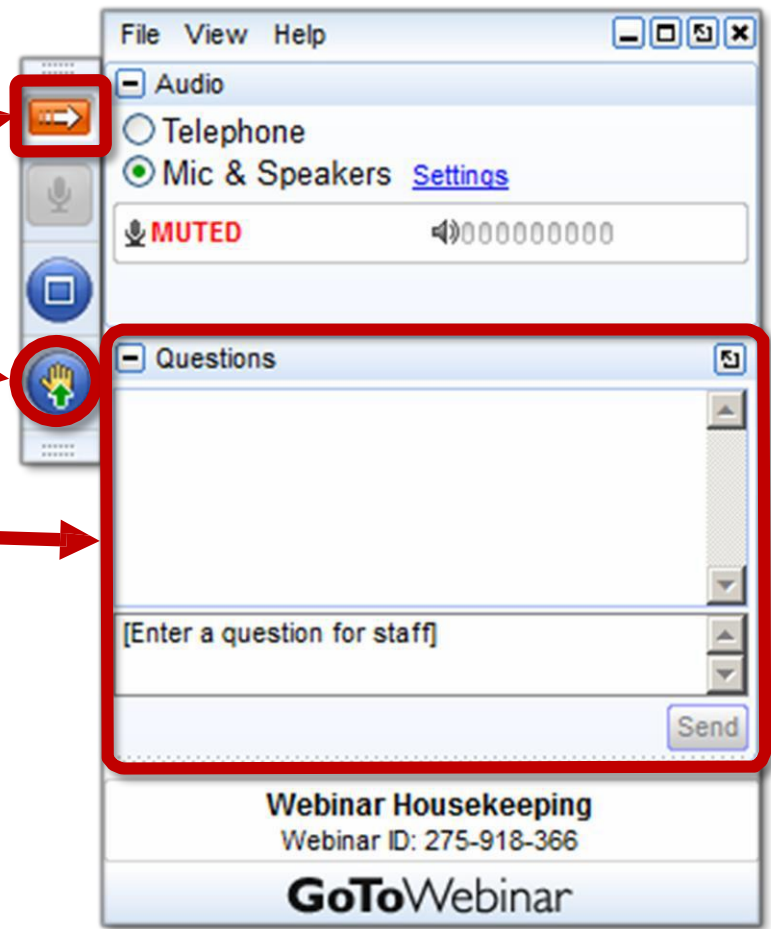 File View Help
Audio
Telephone
Mic & Speakers Settings
MUTED 000000000
Questions
[Enter a question for staff]
Send
Webinar Housekeeping
Webinar ID: 275-918-366
GoToWebinar